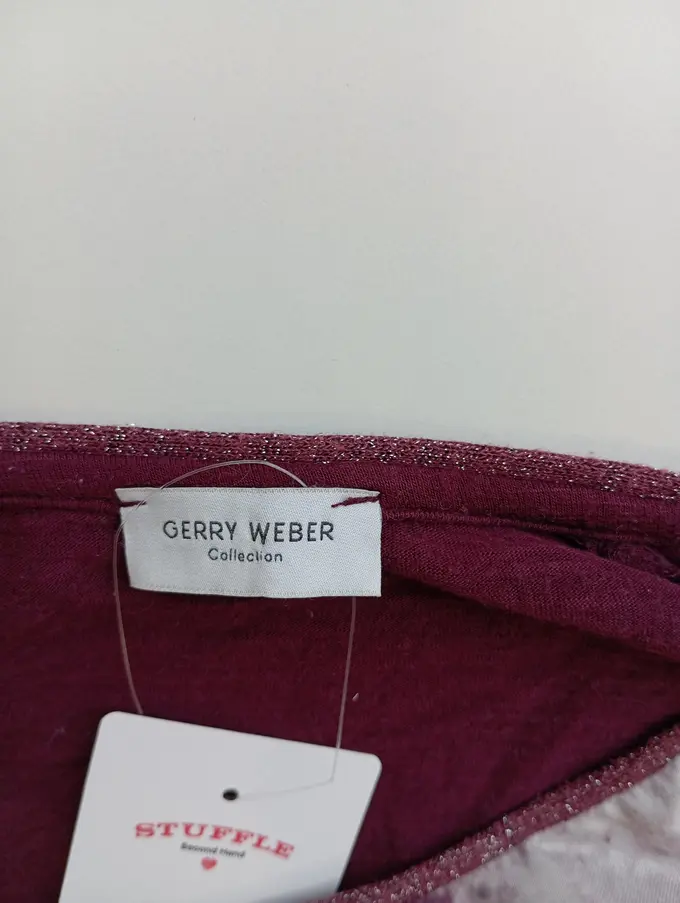 GERRY WEBER
Collection
STUFFLE
Second Hand